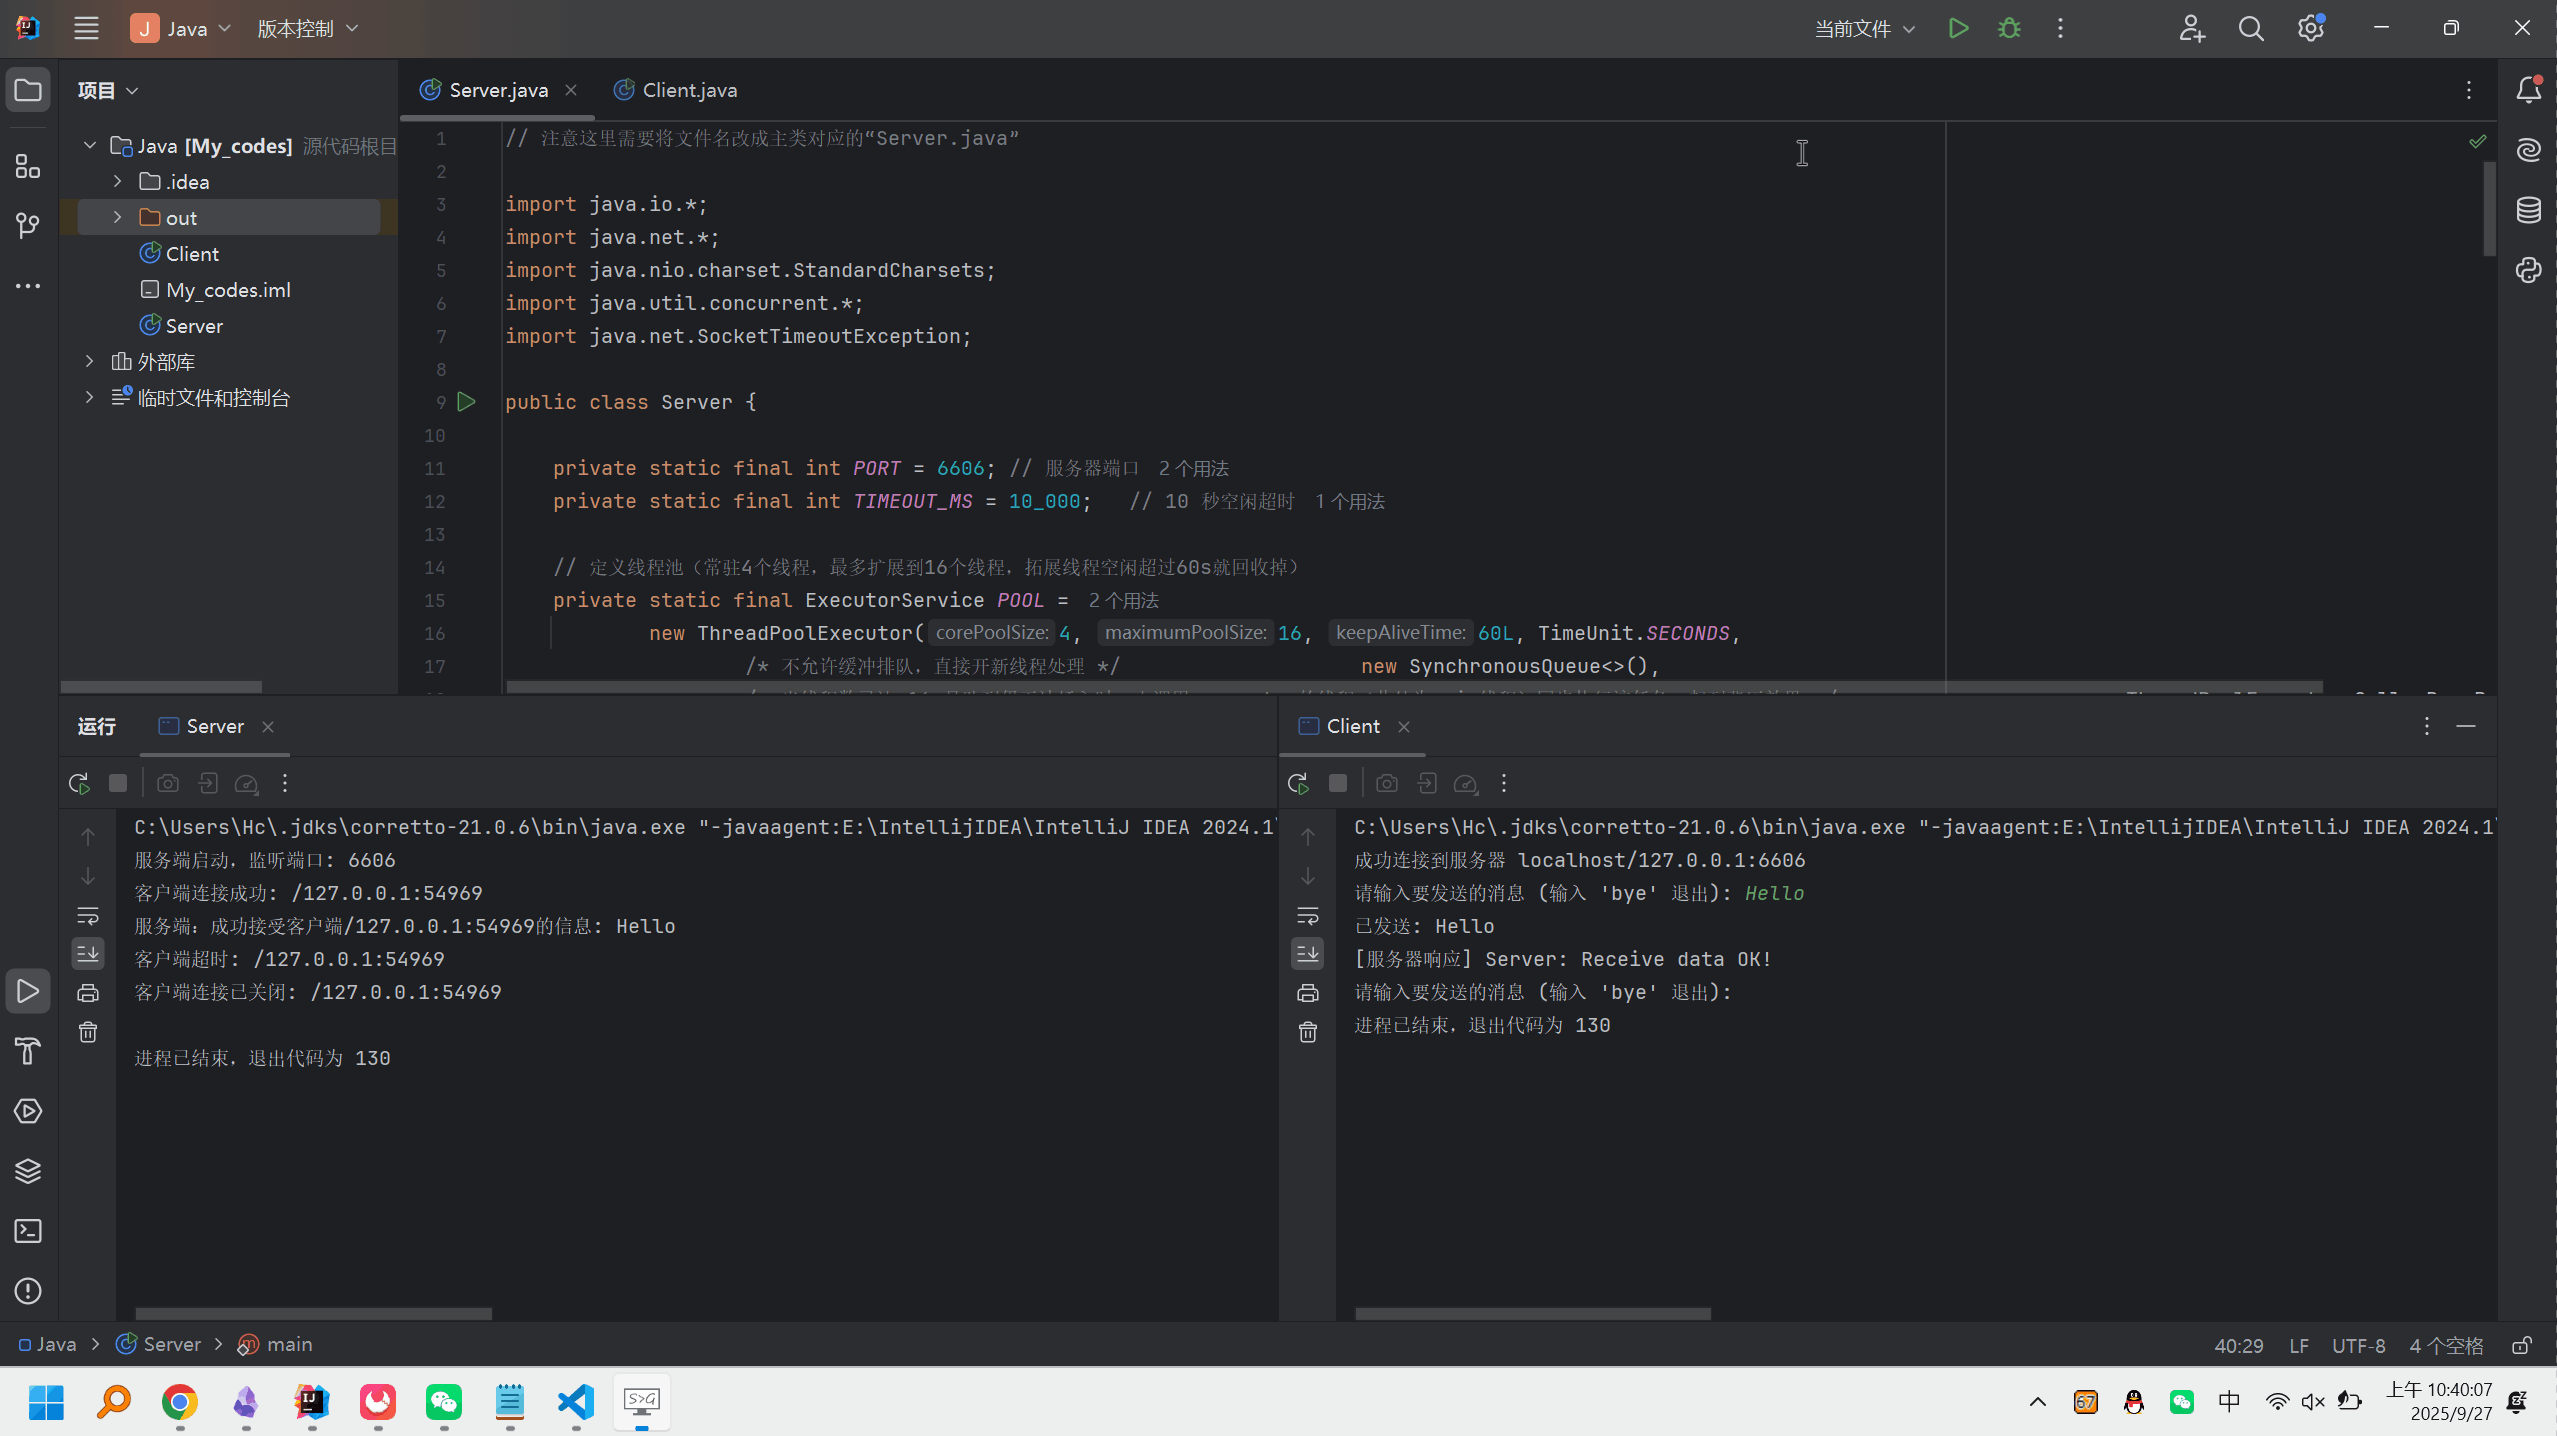 J Java 版本控制 当前文件
项目
Server.java Client.java
Java [My_codes] 源代码根目
.idea
out
Client
My_codes.iml
Server
外部库
临时文件和控制台
1 // 注意这里需要将文件名改成主类对应的“Server.java”
2
3 import java.io.*;
4 import java.net.*;
5 import java.nio.charset.StandardCharsets;
6 import java.util.concurrent.*;
7 import java.net.SocketTimeoutException;
8
9 public class Server {
10
11 private static final int PORT = 6606; // 服务器端口 2个用法
12 private static final int TIMEOUT_MS = 10_000; // 10 秒空闲超时 1个用法
13
14 // 定义线程池（常驻4个线程，最多扩展到16个线程，拓展线程空闲超过60s就回收掉）
15 private static final ExecutorService POOL = 2个用法
16 new ThreadPoolExecutor( corePoolSize: 4, maximumPoolSize: 16, keepAliveTime: 60L, TimeUnit.SECONDS,
17 /* 不允许缓冲排队，直接开新线程处理 */ new SynchronousQueue<>(),
运行 Server
C:\Users\Hc\.jdks\corretto-21.0.6\bin\java.exe "-javaagent:E:\IntellijIDEA\IntelliJ IDEA 2024.1
服务端启动，监听端口: 6606
客户端连接成功: /127.0.0.1:54969
服务端：成功接受客户端/127.0.0.1:54969的信息: Hello
客户端超时: /127.0.0.1:54969
客户端连接已关闭: /127.0.0.1:54969
进程已结束，退出代码为 130
Client
C:\Users\Hc\.jdks\corretto-21.0.6\bin\java.exe "-javaagent:E:\IntellijIDEA\IntelliJ IDEA 2024.1
成功连接到服务器 localhost/127.0.0.1:6606
请输入要发送的消息 (输入 'bye' 退出): Hello
已发送: Hello
[服务器响应] Server: Receive data OK!
请输入要发送的消息 (输入 'bye' 退出):
进程已结束，退出代码为 130
Java Server main
40:29 LF UTF-8 4 个空格
IJ
S>G
67
中
上午 10:40:07
2025/9/27